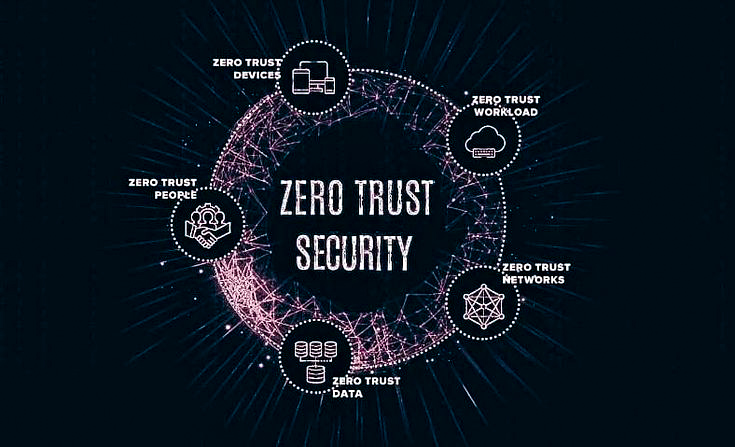 ZERO TRUST
DEVICES
ZERO TRUST
WORKLOAD
ZERO TRUST
PEOPLE
ZERO TRUST
SECURITY
ZERO TRUST
NETWORKS
ZERO TRUST
DATA